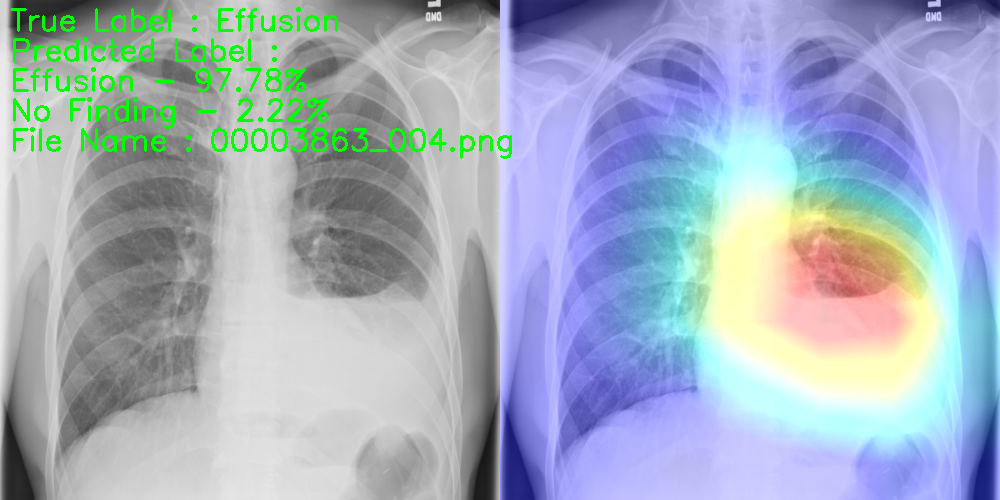 True Label : Effusion
Predicted Label :
Effusion - 97.78%
No Finding - 2.22%
File Name : 00003863_004.png